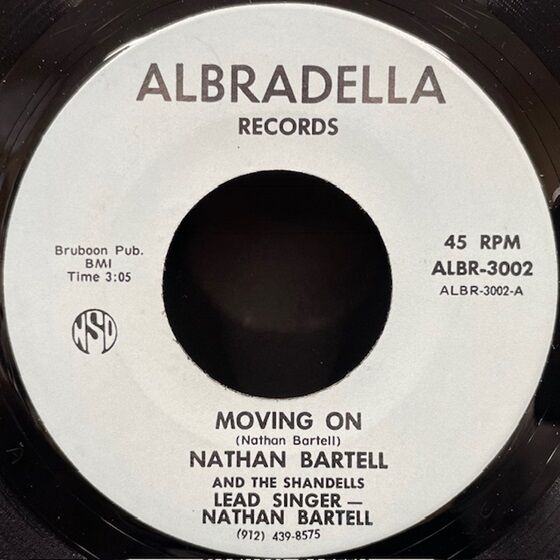 ALBRADELLA
RECORDS
Bruboon Pub.
BMI
Time 3:05
45 RPM
ALBR-3002
ALBR-3002-A
NSD
MOVING ON
(Nathan Bartell)
NATHAN BARTELL
AND THE SHANDELLS
LEAD SINGER—
NATHAN BARTELL
(912) 439-8575